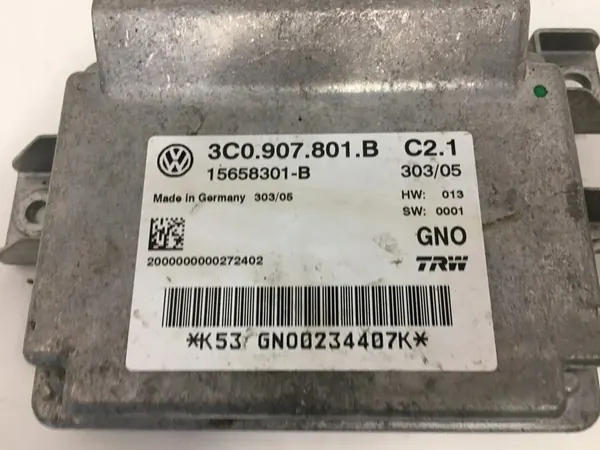 3C0.907.801.B C2.1
15658301-B 303/05
Made in Germany 303/05 HW: 013
SW: 0001
GNO
2000000000272402 TRW
*K53 GNO0234407K*